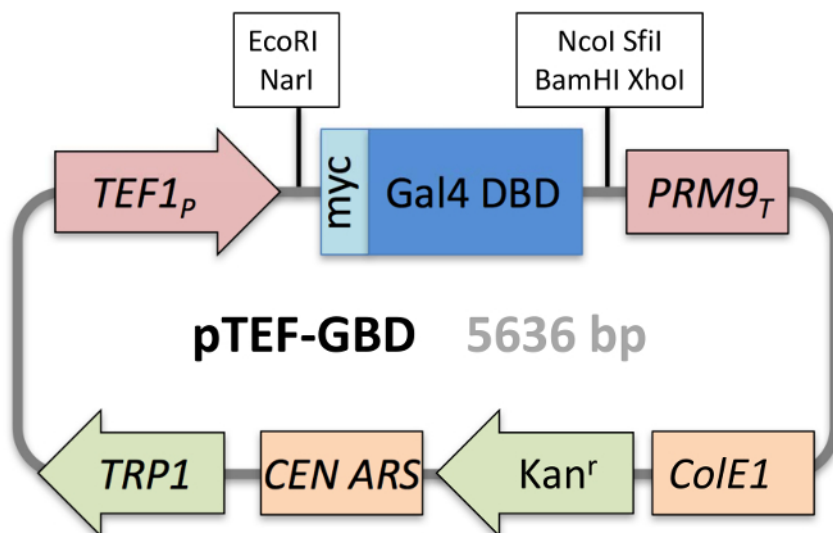 EcoRI
NarI
NcoI SfiI
BamHI XhoI
TEF1P
myc
Gal4 DBD
PRM9T
pTEF-GBD 5636 bp
TRP1
CEN ARS
Kanr
ColE1